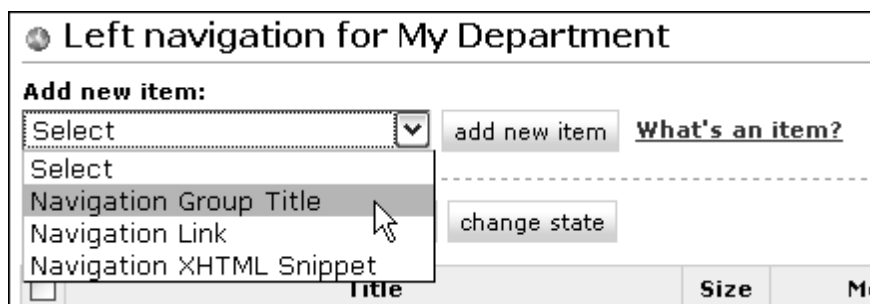 Left navigation for My Department
Add new item:
Select add new item What's an item?
Select
Navigation Group Title
Navigation Link change state
Navigation XHTML Snippet
Title Size